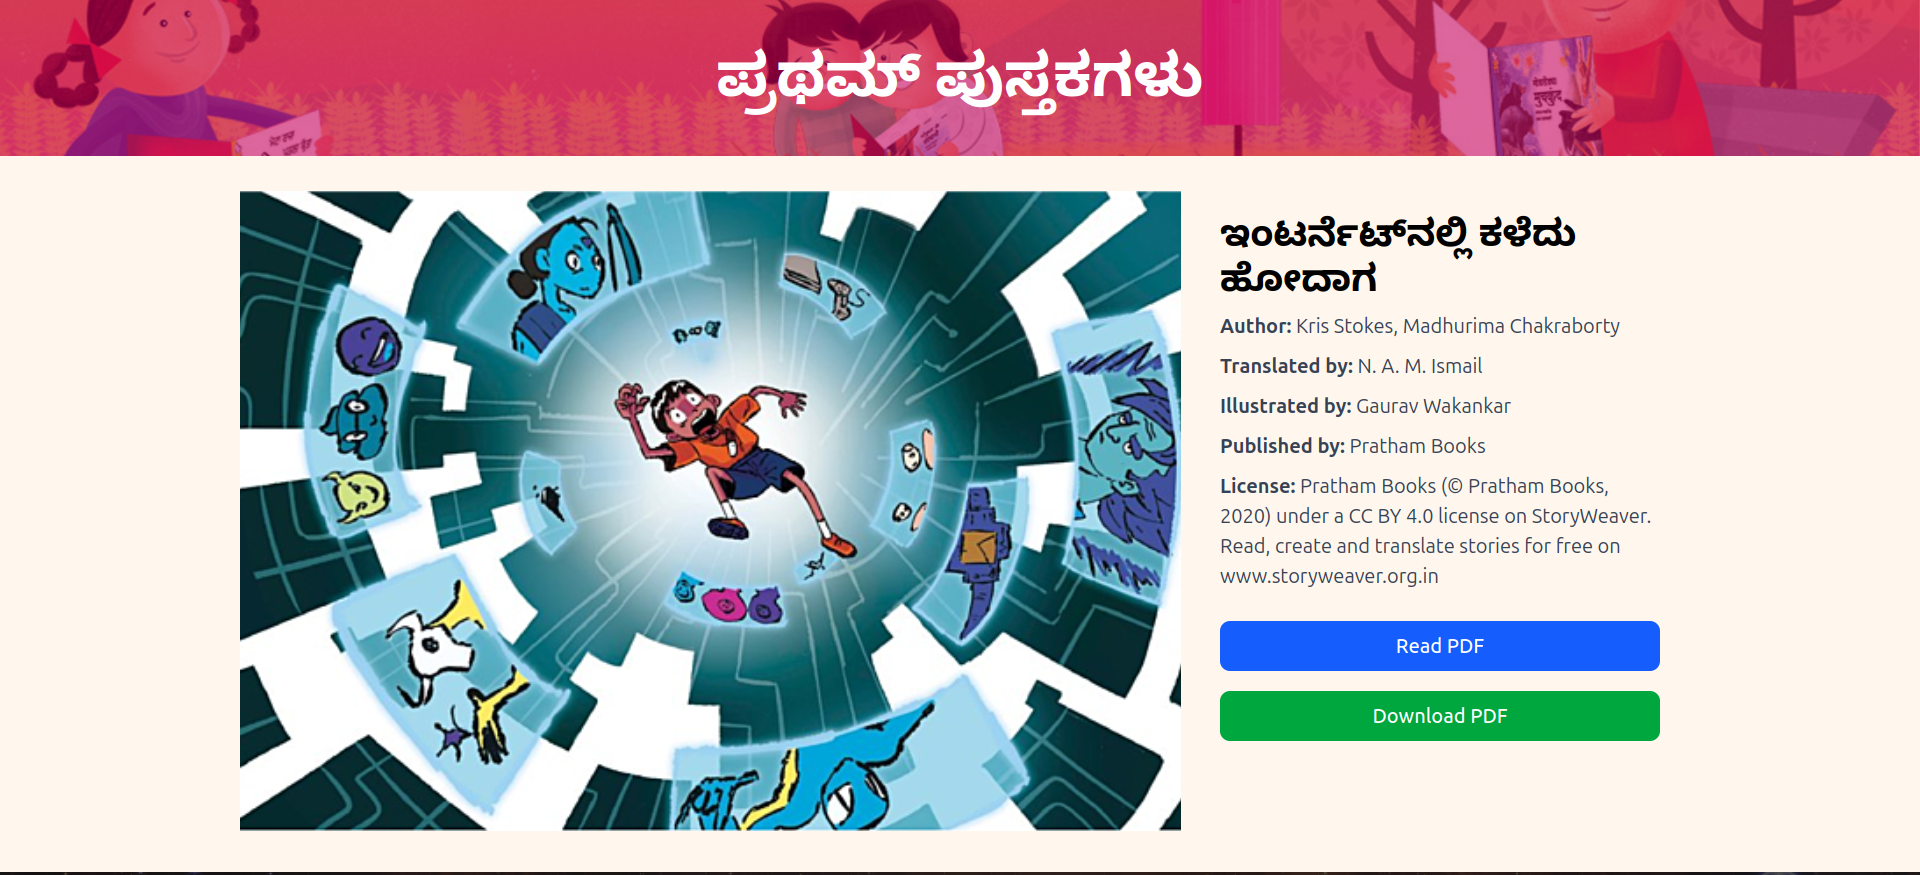 ಪ್ರಥಮ್ ಪುಸ್ತಕಗಳು
ಇಂಟರ್ನೆಟ್‌ನಲ್ಲಿ ಕಳೆದು
ಹೋದಾಗ
Author: Kris Stokes, Madhurima Chakraborty
Translated by: N. A. M. Ismail
Illustrated by: Gaurav Wakankar
Published by: Pratham Books
License: Pratham Books (© Pratham Books,
2020) under a CC BY 4.0 license on StoryWeaver.
Read, create and translate stories for free on
www.storyweaver.org.in
Read PDF
Download PDF